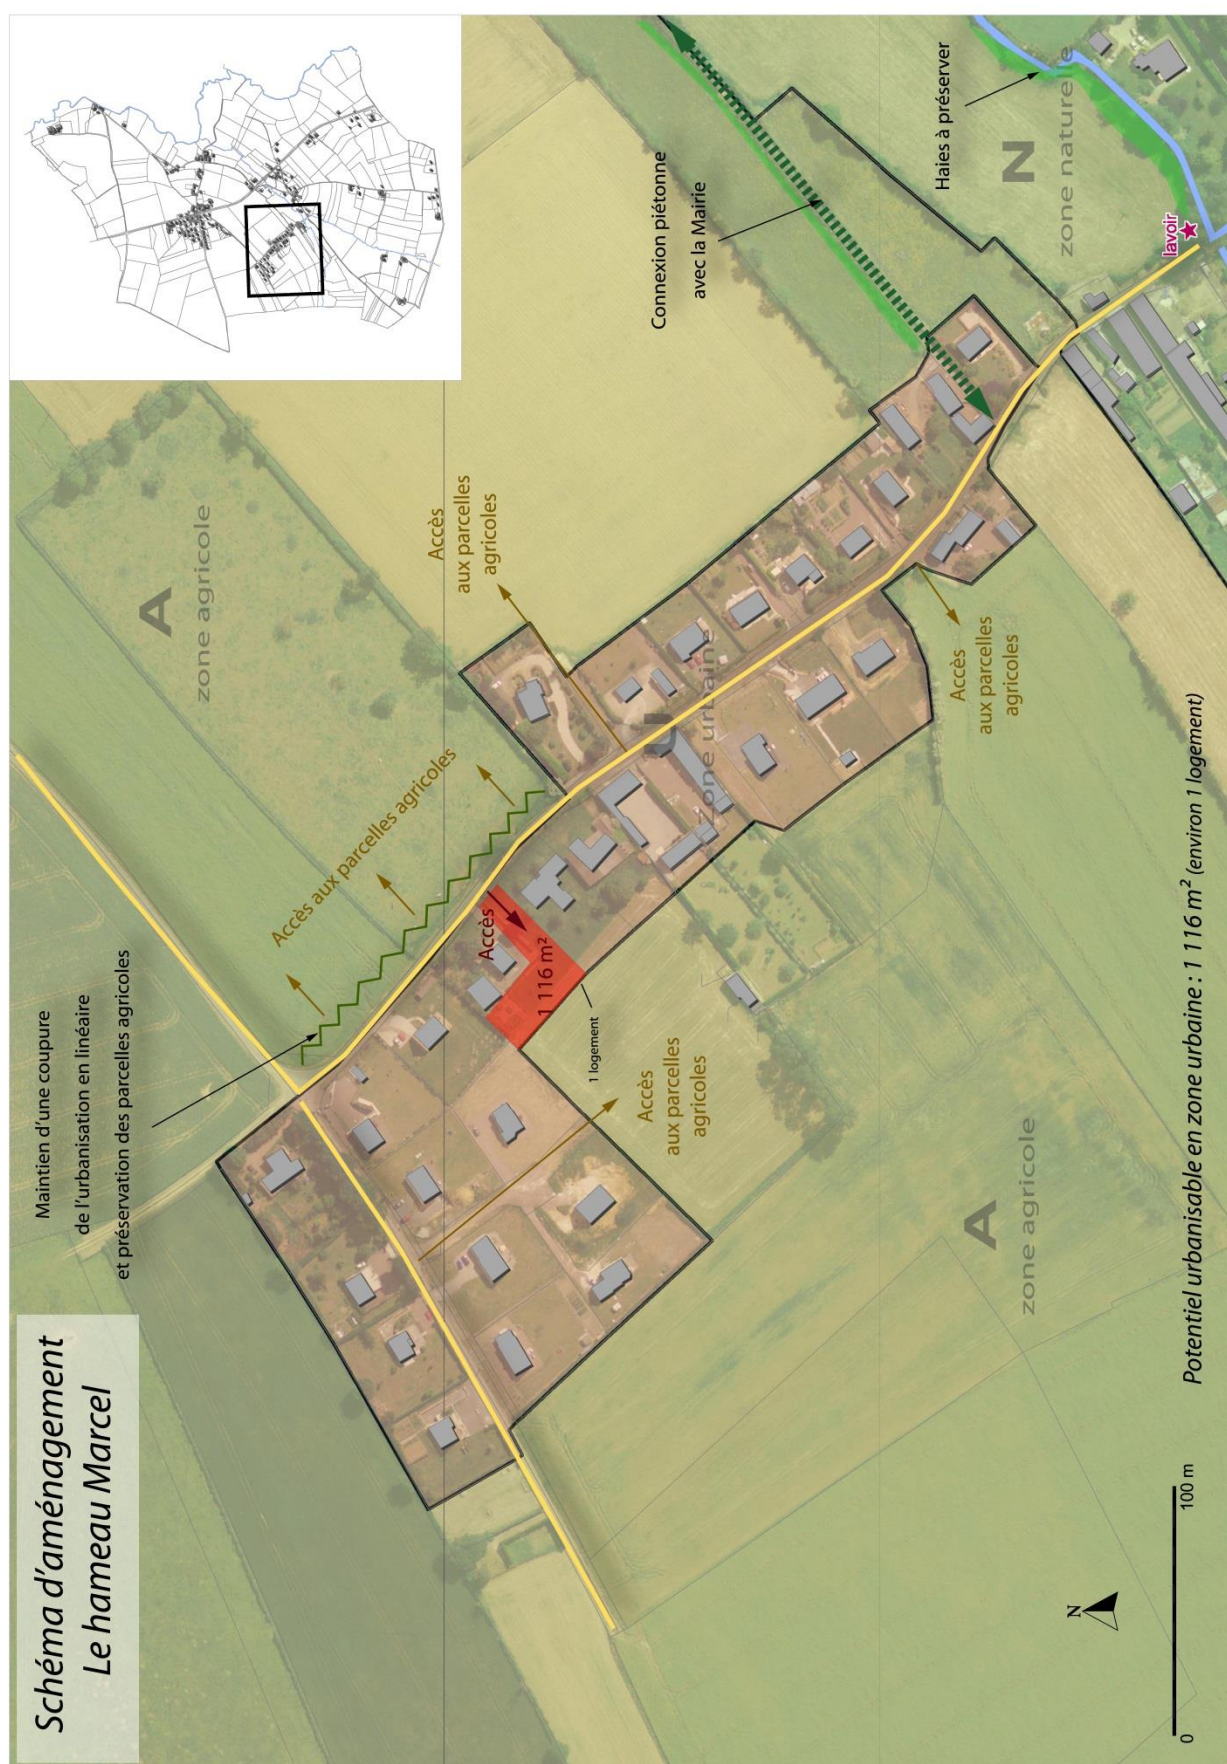 Schéma d'aménagement
Le hameau Marcel
Maintien d'une coupure
de l'urbanisation en linéaire
et préservation des parcelles agricoles
Accès aux parcelles agricoles
A
zone agricole
Accès
aux parcelles
agricoles
Connexion piétonne
avec la Mairie
Haies à préserver
N
zone naturelle
lavoir
U
zone urbaine
Accès
1 116 m²
1 logement
Accès
aux parcelles
agricoles
Accès
aux parcelles
agricoles
A
zone agricole
N
0
100 m
Potentiel urbanisable en zone urbaine : 1 116 m² (environ 1 logement)